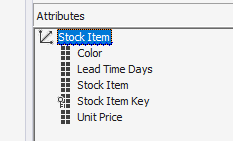 Attributes
Stock Item
Color
Lead Time Days
Stock Item
Stock Item Key
Unit Price